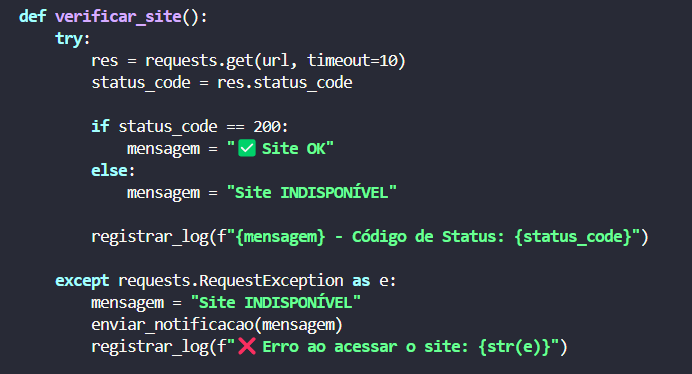 def verificar_site():
    try:
        res = requests.get(url, timeout=10)
        status_code = res.status_code

        if status_code == 200:
            mensagem = "✅ Site OK"
        else:
            mensagem = "Site INDISPONÍVEL"

        registrar_log(f"{mensagem} - Código de Status: {status_code}")

    except requests.RequestException as e:
        mensagem = "Site INDISPONÍVEL"
        enviar_notificacao(mensagem)
        registrar_log(f"❌ Erro ao acessar o site: {str(e)}")